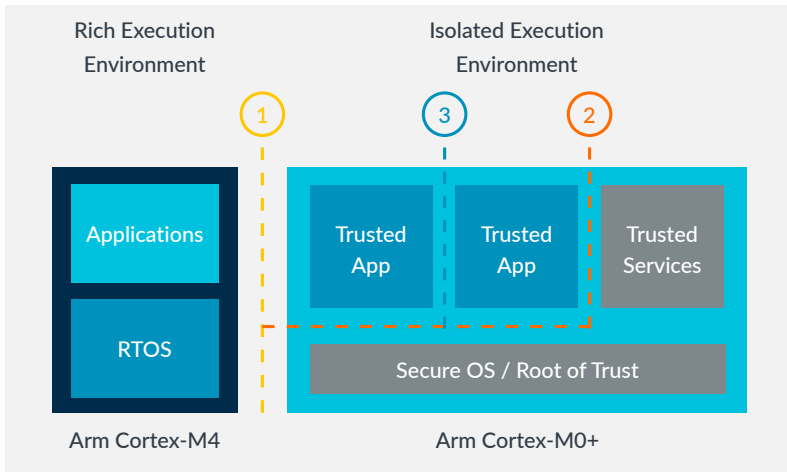 Rich Execution
Environment
Isolated Execution
Environment
1
3
2
Applications
RTOS
Trusted
App
Trusted
App
Trusted
Services
Secure OS / Root of Trust
Arm Cortex-M4
Arm Cortex-M0+